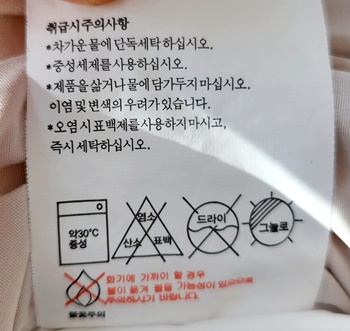 취급시주의사항
*차가운 물에 단독세탁 하십시오.
*중성세제를 사용하십시오.
*제품을 삶거나 물에 담가두지 마십시오.
이염 및 변색의 우려가 있습니다.
*오염시 표백제를 사용하지 마시고,
즉시 세탁하십시오.
약30℃
중성
염소
산소 표백
드라이
그늘로
화기에 가까이 할 경우
불이 옮겨 붙을 가능성이 있으므로
주의하시기 바랍니다.
불꽃주의